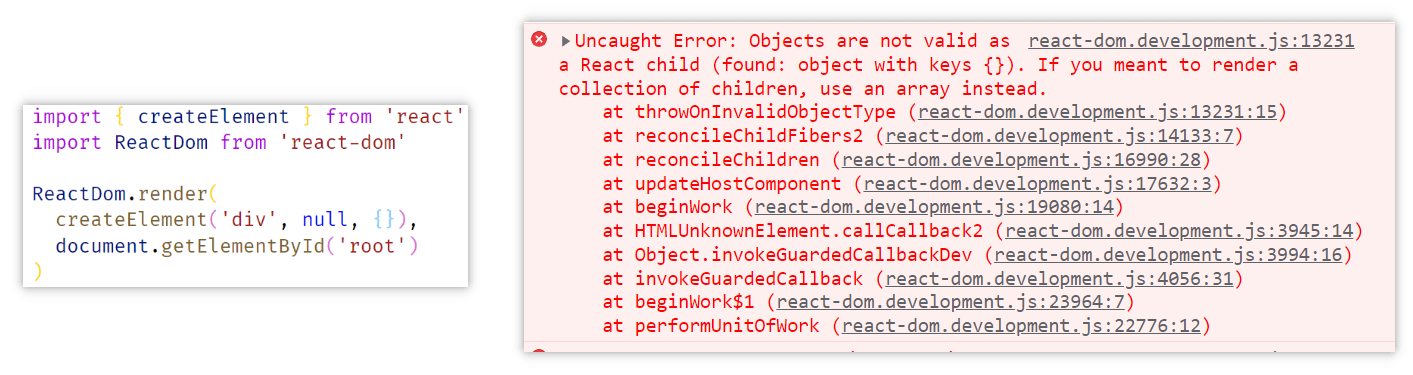 import { createElement } from 'react'
import ReactDom from 'react-dom'
ReactDom.render(
createElement('div', null, {}),
document.getElementById('root')
)
Uncaught Error: Objects are not valid as react-dom.development.js:13231
a React child (found: object with keys {}). If you meant to render a
collection of children, use an array instead.
at throwOnInvalidObjectType (react-dom.development.js:13231:15)
at reconcileChildFibers2 (react-dom.development.js:14133:7)
at reconcileChildren (react-dom.development.js:16990:28)
at updateHostComponent (react-dom.development.js:17632:3)
at beginWork (react-dom.development.js:19080:14)
at HTMLUnknownElement.callCallback2 (react-dom.development.js:3945:14)
at Object.invokeGuardedCallbackDev (react-dom.development.js:3994:16)
at invokeGuardedCallback (react-dom.development.js:4056:31)
at beginWork$1 (react-dom.development.js:23964:7)
at performUnitOfWork (react-dom.development.js:22776:12)